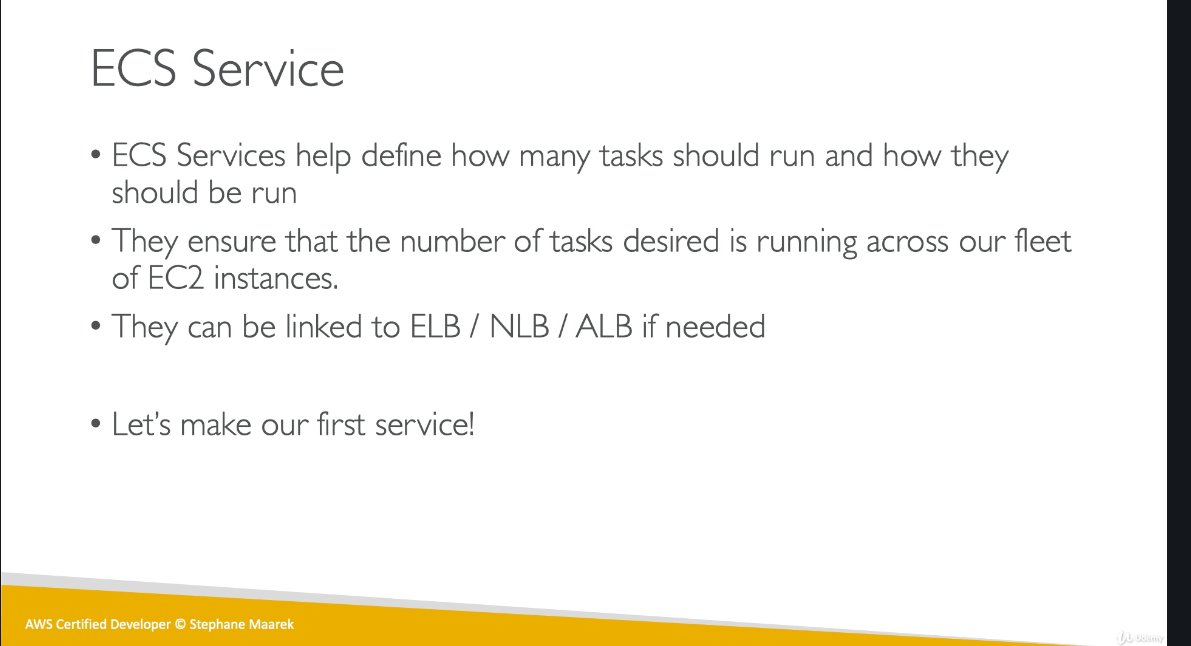 ECS Service
• ECS Services help define how many tasks should run and how they
should be run
• They ensure that the number of tasks desired is running across our fleet
of EC2 instances.
• They can be linked to ELB / NLB / ALB if needed
• Let's make our first service!
AWS Certified Developer © Stephane Maarek
Udemy